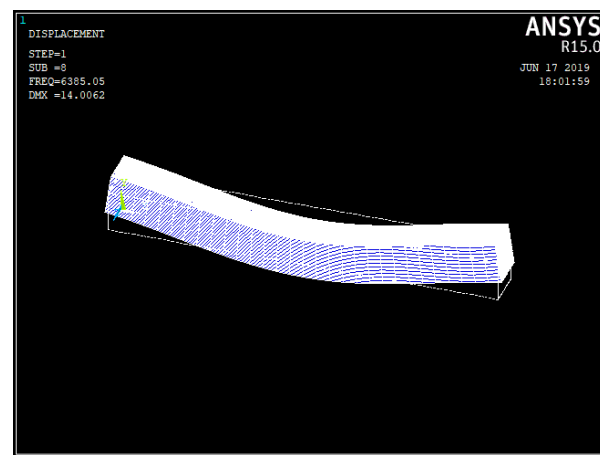 1
DISPLACEMENT
STEP=1
SUB =8
FREQ=6385.05
DMX =14.0062
ANSYS
R15.0
JUN 17 2019
18:01:59